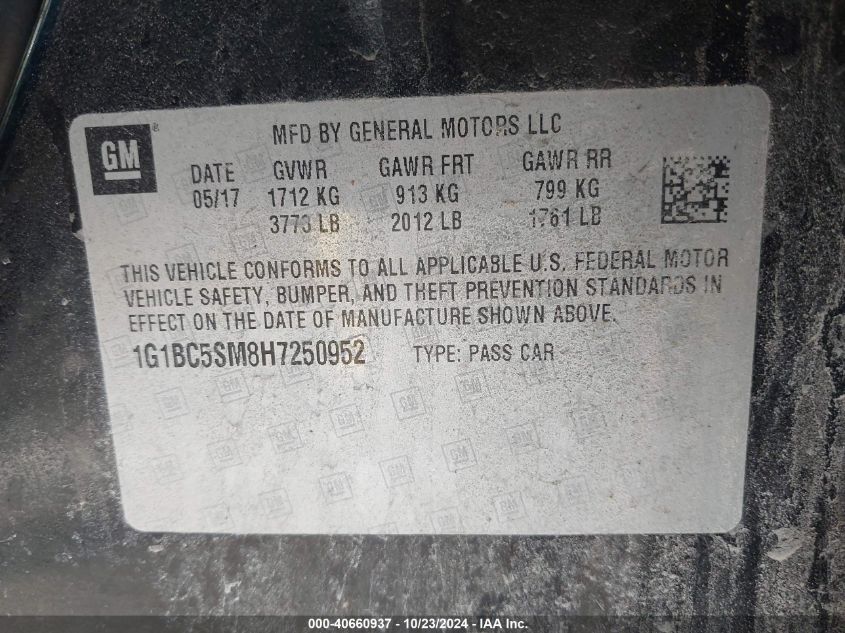 GM®
MFD BY GENERAL MOTORS LLC
DATE GVWR GAWR FRT GAWR RR
05/17 1712 KG 913 KG 799 KG
3773 LB 2012 LB 1761 LB
THIS VEHICLE CONFORMS TO ALL APPLICABLE U.S. FEDERAL MOTOR
VEHICLE SAFETY, BUMPER, AND THEFT PREVENTION STANDARDS IN
EFFECT ON THE DATE OF MANUFACTURE SHOWN ABOVE.
1G1BC5SM8H7250952 TYPE: PASS CAR
000-40660937 - 10/23/2024 - IAA Inc.